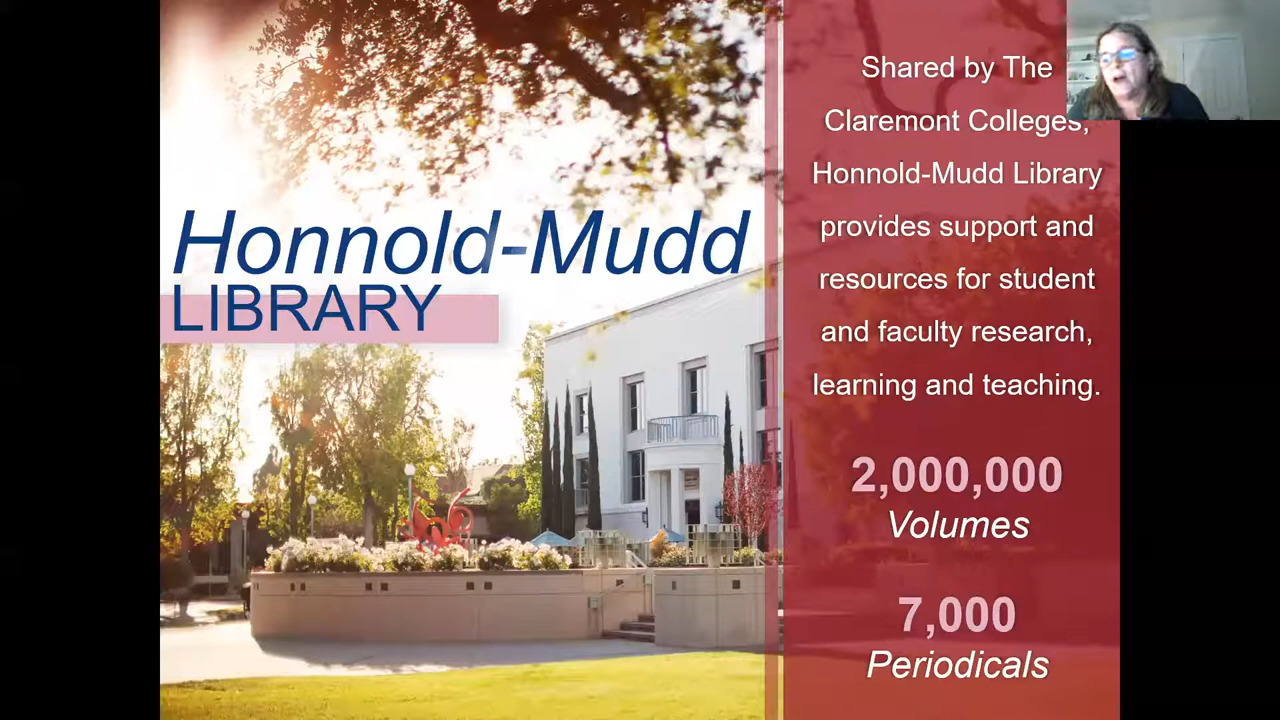 Honnold-Mudd
LIBRARY
Shared by The
Claremont Colleges,
Honnold-Mudd Library
provides support and
resources for student
and faculty research,
learning and teaching.
2,000,000
Volumes
7,000
Periodicals